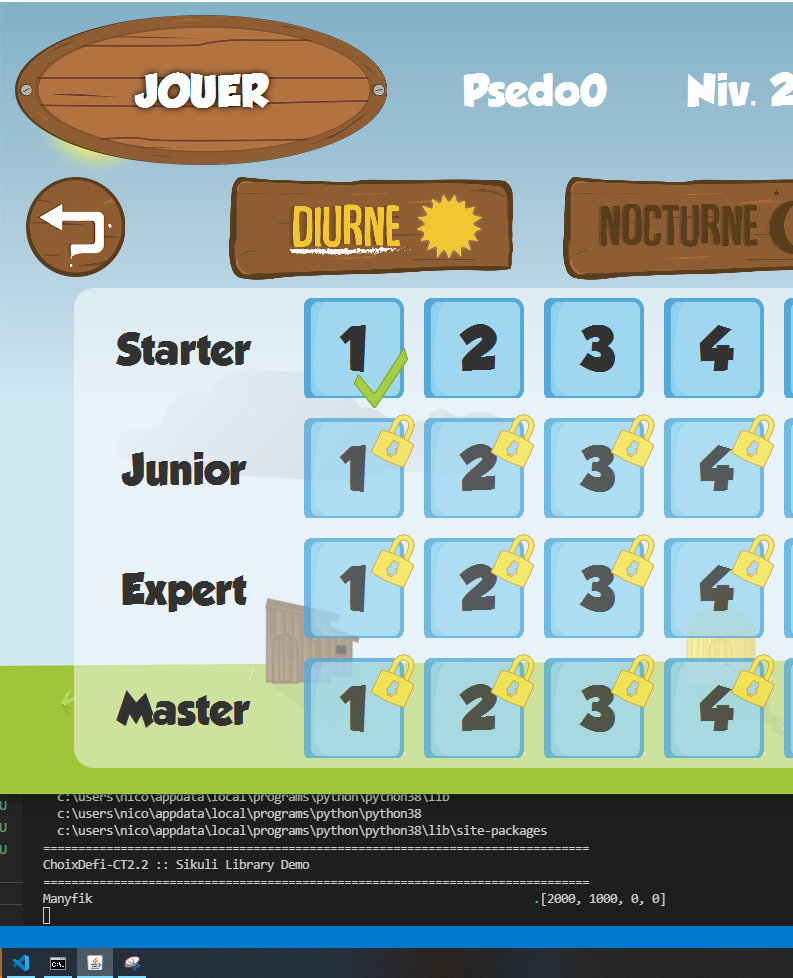 JOUER
Psedo0
Niv. 2
DIURNE
NOCTURNE
Starter 1 2 3 4
Junior 1 2 3 4
Expert 1 2 3 4
Master 1 2 3 4
c:\users\nico\appdata\local\programs\python\python38\lib
U
c:\users\nico\appdata\local\programs\python\python38
U
c:\users\nico\appdata\local\programs\python\python38\lib\site-packages
U
==============================================================================
ChoixDefi-CT2.2 :: Sikuli Library Demo
==============================================================================
Manyfik .[2000, 1000, 0, 0]
C:\.